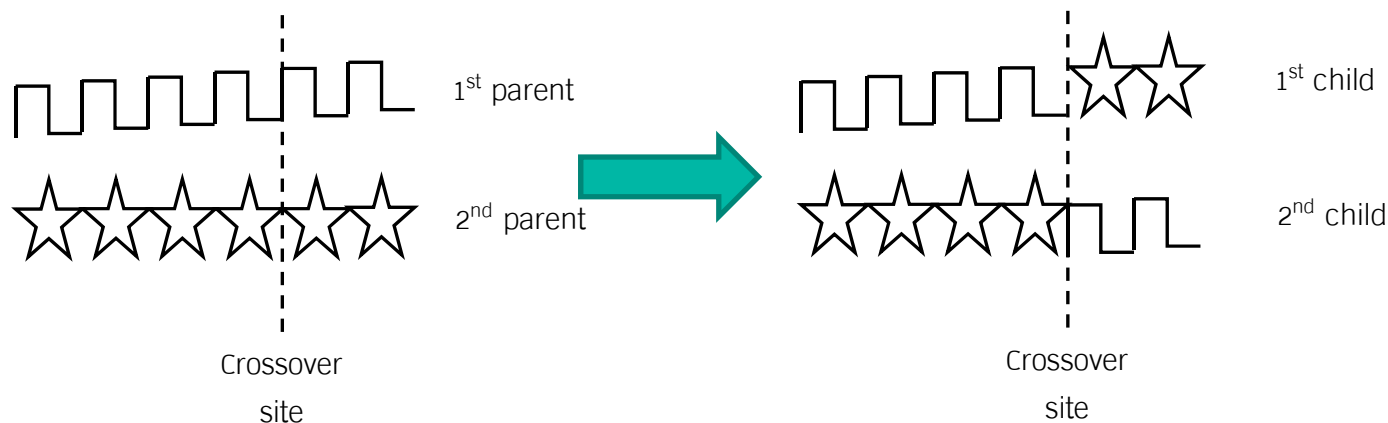 1st parent
2nd parent
Crossover
site
1st child
2nd child
Crossover
site